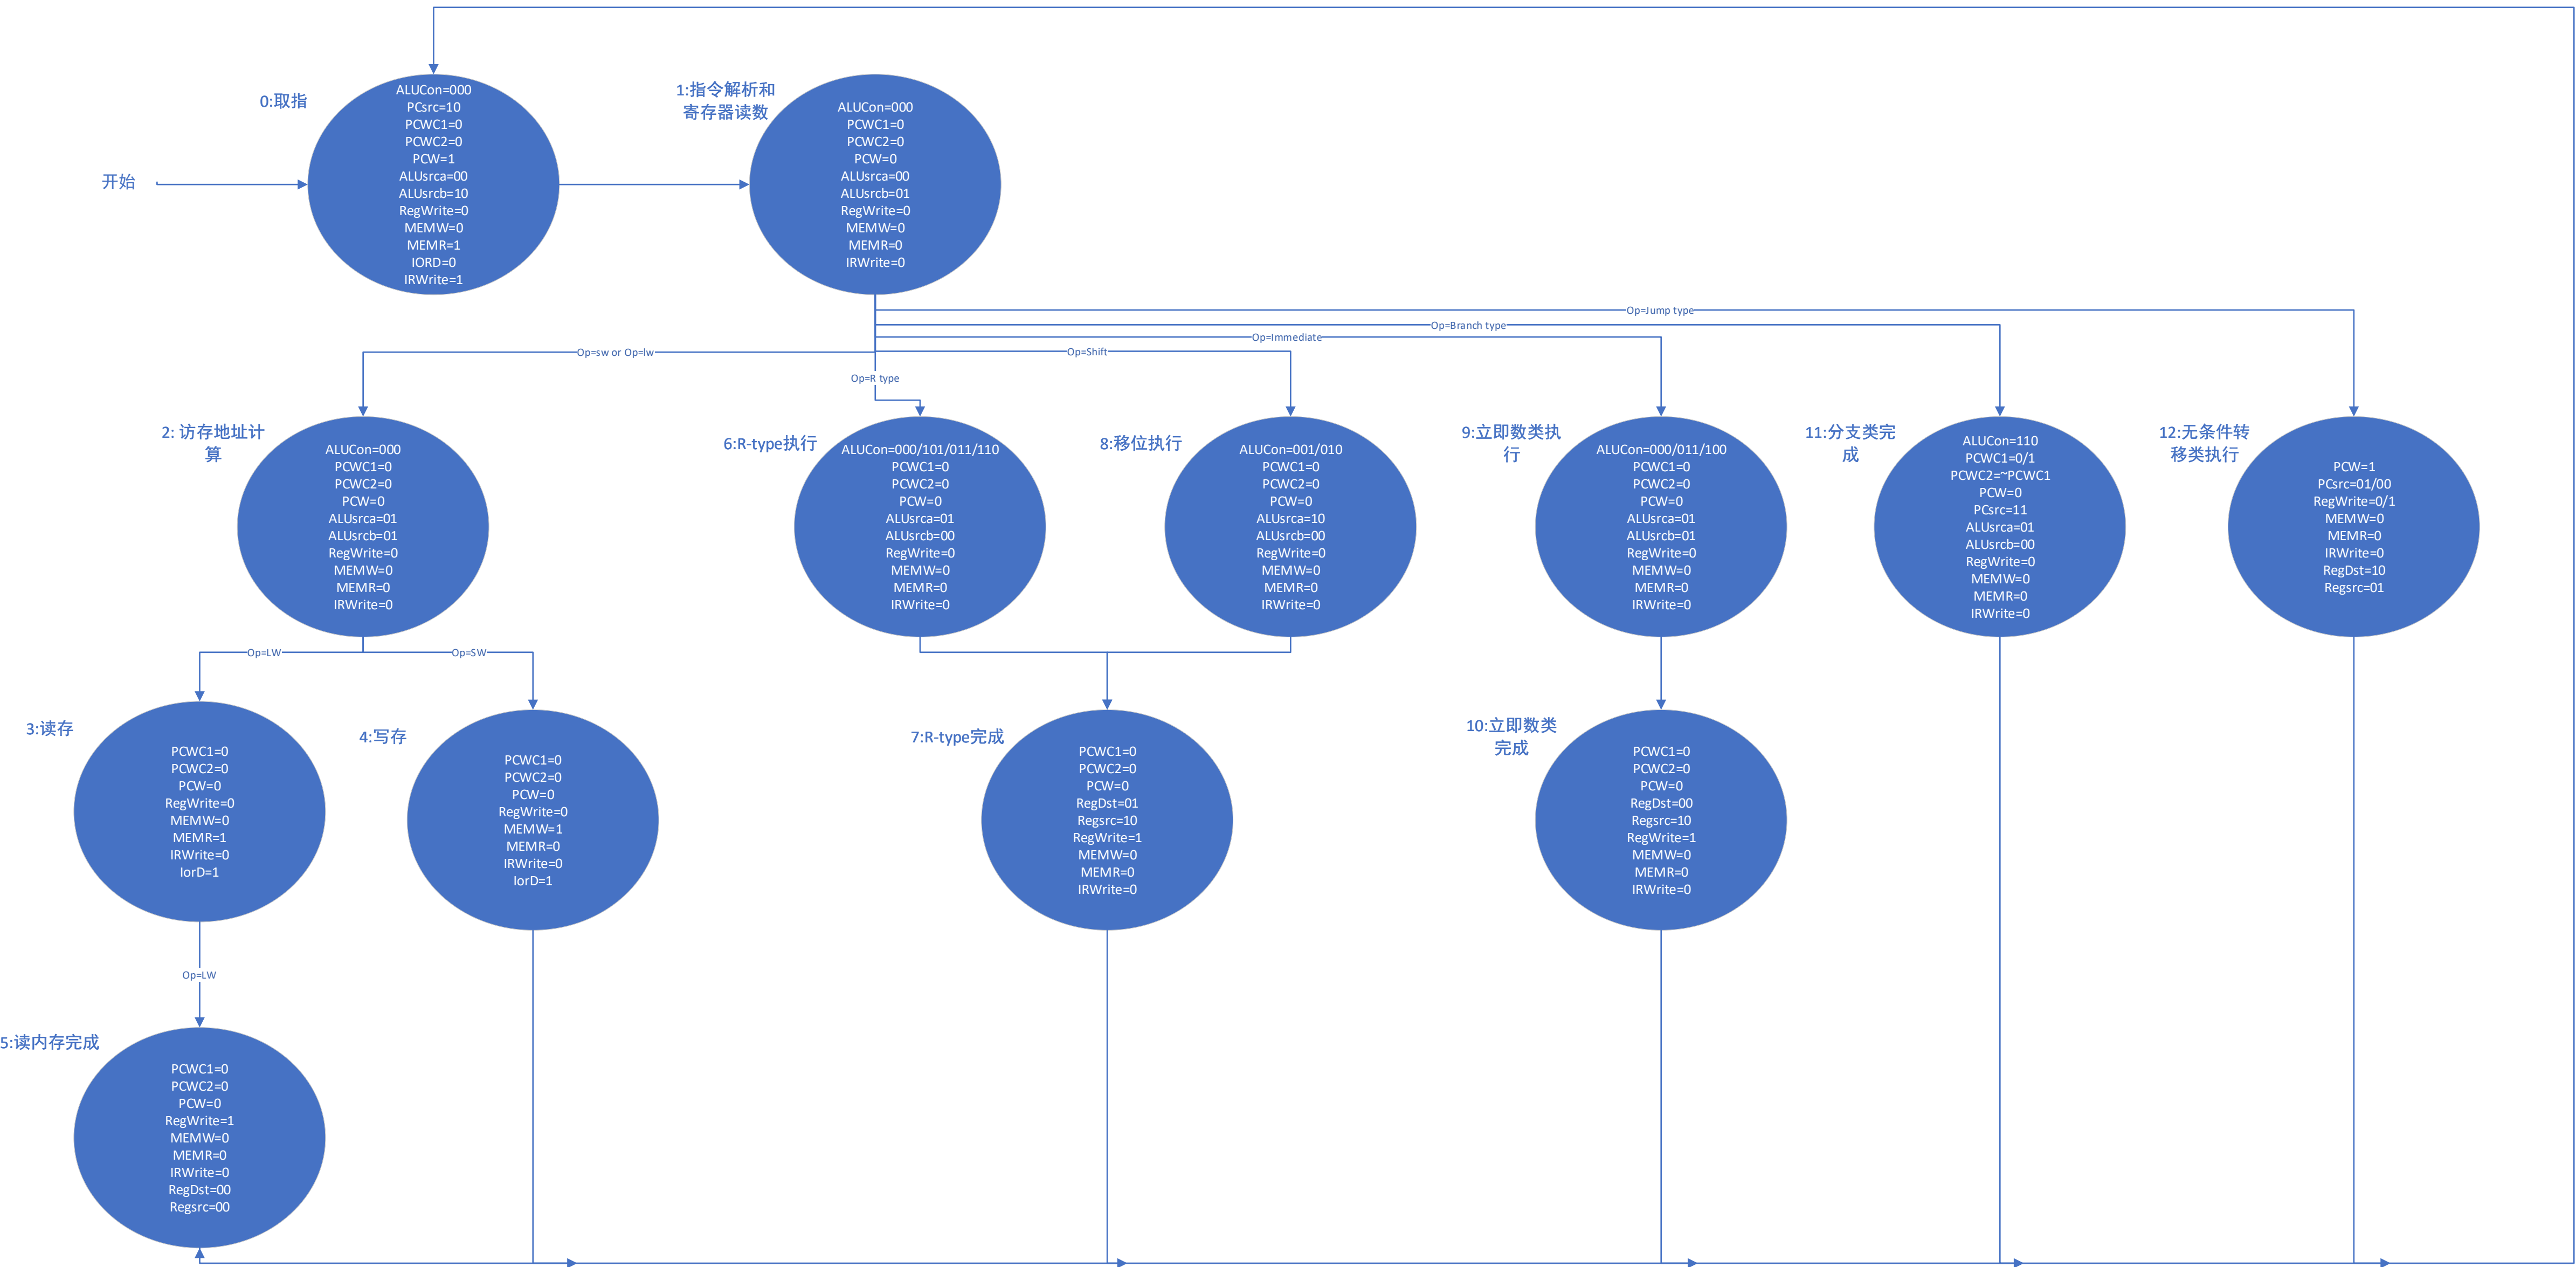 0:取指
ALUCon=000
PCsrc=10
PCWC1=0
PCWC2=0
PCW=1
ALUsrca=00
ALUsrcb=10
RegWrite=0
MEMW=0
MEMR=1
IORD=0
IRWrite=1
开始
1:指令解析和
寄存器读数
ALUCon=000
PCWC1=0
PCWC2=0
PCW=0
ALUsrca=00
ALUsrcb=01
RegWrite=0
MEMW=0
MEMR=0
IRWrite=0
Op=Jump type
Op=Branch type
Op=Immediate
Op=sw or Op=lw
Op=Shift
Op=R type
2: 访存地址计
算
ALUCon=000
PCWC1=0
PCWC2=0
PCW=0
ALUsrca=01
ALUsrcb=01
RegWrite=0
MEMW=0
MEMR=0
IRWrite=0
6:R-type执行
ALUCon=000/101/011/110
PCWC1=0
PCWC2=0
PCW=0
ALUsrca=01
ALUsrcb=00
RegWrite=0
MEMW=0
MEMR=0
IRWrite=0
8:移位执行
ALUCon=001/010
PCWC1=0
PCWC2=0
PCW=0
ALUsrca=10
ALUsrcb=00
RegWrite=0
MEMW=0
MEMR=0
IRWrite=0
9:立即数类执
行
ALUCon=000/011/100
PCWC1=0
PCWC2=0
PCW=0
ALUsrca=01
ALUsrcb=01
RegWrite=0
MEMW=0
MEMR=0
IRWrite=0
11:分支类完
成
ALUCon=110
PCWC1=0/1
PCWC2=~PCWC1
PCW=0
PCsrc=11
ALUsrca=01
ALUsrcb=00
RegWrite=0
MEMW=0
MEMR=0
IRWrite=0
12:无条件转
移类执行
PCW=1
PCsrc=01/00
RegWrite=0/1
MEMW=0
MEMR=0
IRWrite=0
RegDst=10
Regsrc=01
Op=LW
Op=SW
3:读存
PCWC1=0
PCWC2=0
PCW=0
RegWrite=0
MEMW=0
MEMR=1
IRWrite=0
IorD=1
4:写存
PCWC1=0
PCWC2=0
PCW=0
RegWrite=0
MEMW=1
MEMR=0
IRWrite=0
IorD=1
7:R-type完成
PCWC1=0
PCWC2=0
PCW=0
RegDst=01
Regsrc=10
RegWrite=1
MEMW=0
MEMR=0
IRWrite=0
10:立即数类
完成
PCWC1=0
PCWC2=0
PCW=0
RegDst=00
Regsrc=10
RegWrite=1
MEMW=0
MEMR=0
IRWrite=0
Op=LW
5:读内存完成
PCWC1=0
PCWC2=0
PCW=0
RegWrite=1
MEMW=0
MEMR=0
IRWrite=0
RegDst=00
Regsrc=00